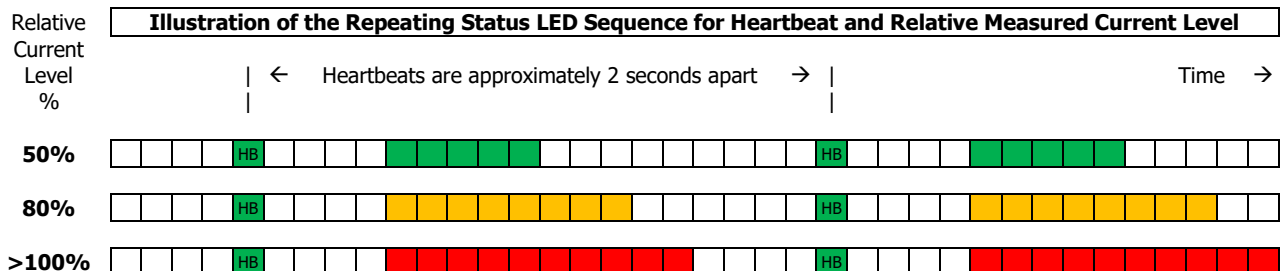 Relative
Current
Level
%
Illustration of the Repeating Status LED Sequence for Heartbeat and Relative Measured Current Level
| ← Heartbeats are approximately 2 seconds apart → | Time →
| |
50% HB HB
80% HB HB
>100% HB HB